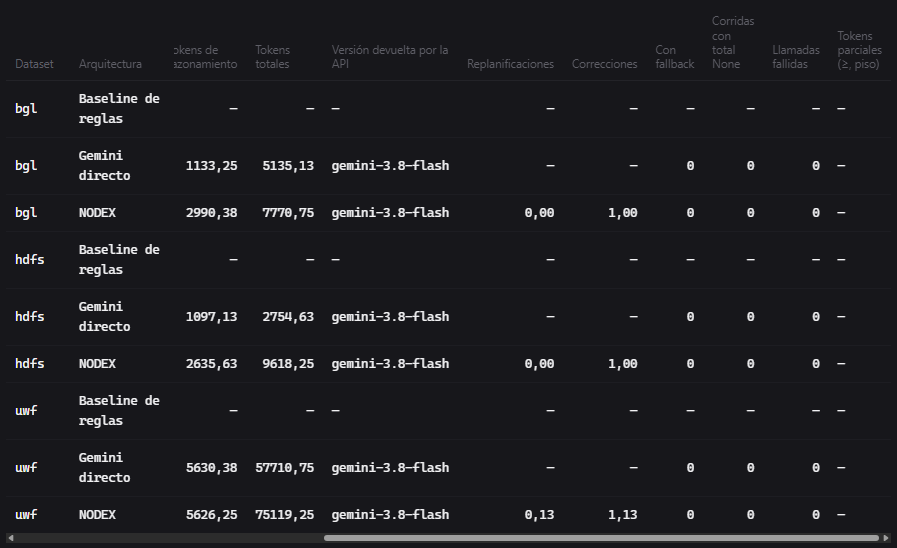 Dataset Arquitectura okens de azonamiento Tokens totales Versión devuelta por la API Replanificaciones Correcciones Con fallback Corridas con total None Llamadas fallidas Tokens parciales (≥, piso)
bgl Baseline de reglas — — — — — — — — —
bgl Gemini directo 1133,25 5135,13 gemini-3.8-flash — — 0 0 0 —
bgl NODEX 2990,38 7770,75 gemini-3.8-flash 0,00 1,00 0 0 0 —
hdfs Baseline de reglas — — — — — — — — —
hdfs Gemini directo 1097,13 2754,63 gemini-3.8-flash — — 0 0 0 —
hdfs NODEX 2635,63 9618,25 gemini-3.8-flash 0,00 1,00 0 0 0 —
uwf Baseline de reglas — — — — — — — — —
uwf Gemini directo 5630,38 57710,75 gemini-3.8-flash — — 0 0 0 —
uwf NODEX 5626,25 75119,25 gemini-3.8-flash 0,13 1,13 0 0 0 —